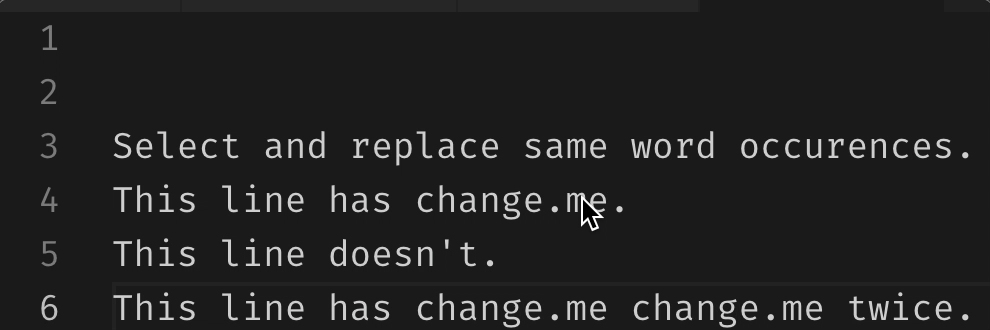 1
2
3 Select and replace same word occurences.
4 This line has change.me.
5 This line doesn't.
6 This line has change.me change.me twice.